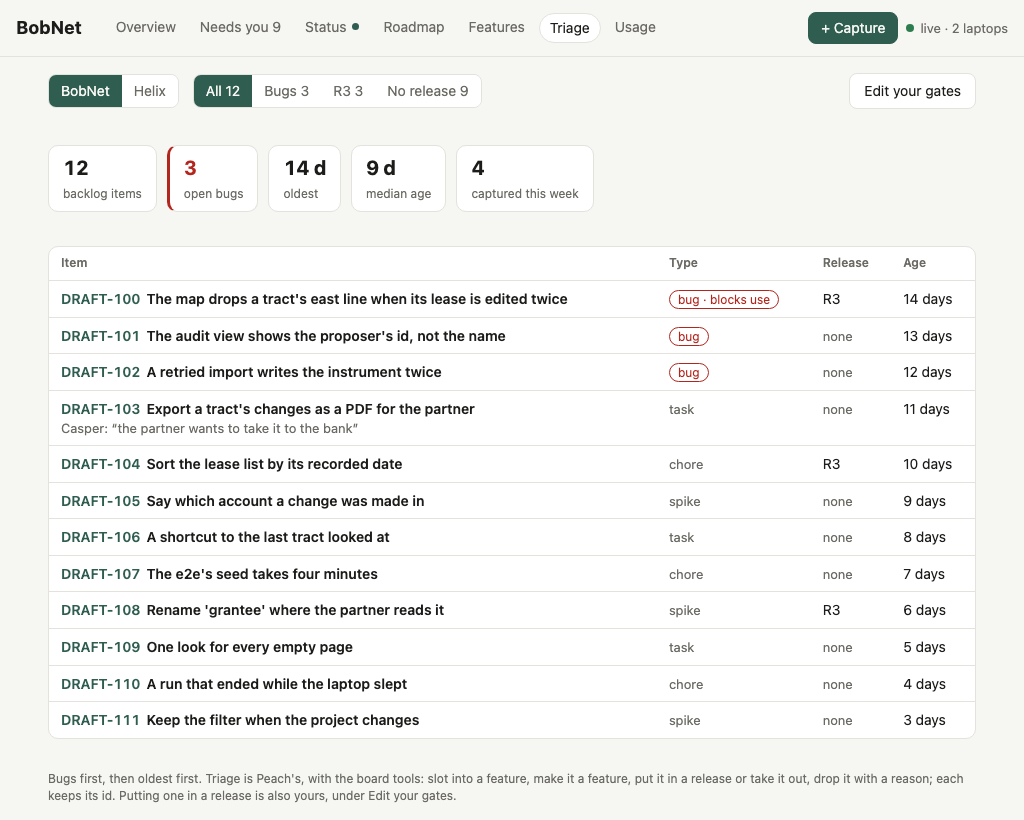 BobNet Overview Needs you 9 Status Roadmap Features Triage Usage + Capture live · 2 laptops
BobNet Helix All 12 Bugs 3 R3 3 No release 9 Edit your gates
12 3 14 d 9 d 4
backlog items open bugs oldest median age captured this week
Item Type Release Age
DRAFT-100 The map drops a tract's east line when its lease is edited twice bug · blocks use R3 14 days
DRAFT-101 The audit view shows the proposer's id, not the name bug none 13 days
DRAFT-102 A retried import writes the instrument twice bug none 12 days
DRAFT-103 Export a tract's changes as a PDF for the partner task none 11 days
Casper: “the partner wants to take it to the bank”
DRAFT-104 Sort the lease list by its recorded date chore R3 10 days
DRAFT-105 Say which account a change was made in spike none 9 days
DRAFT-106 A shortcut to the last tract looked at task none 8 days
DRAFT-107 The e2e's seed takes four minutes chore none 7 days
DRAFT-108 Rename 'grantee' where the partner reads it spike R3 6 days
DRAFT-109 One look for every empty page task none 5 days
DRAFT-110 A run that ended while the laptop slept chore none 4 days
DRAFT-111 Keep the filter when the project changes spike none 3 days
Bugs first, then oldest first. Triage is Peach's, with the board tools: slot into a feature, make it a feature, put it in a release or take it out, drop it with a reason; each
keeps its id. Putting one in a release is also yours, under Edit your gates.